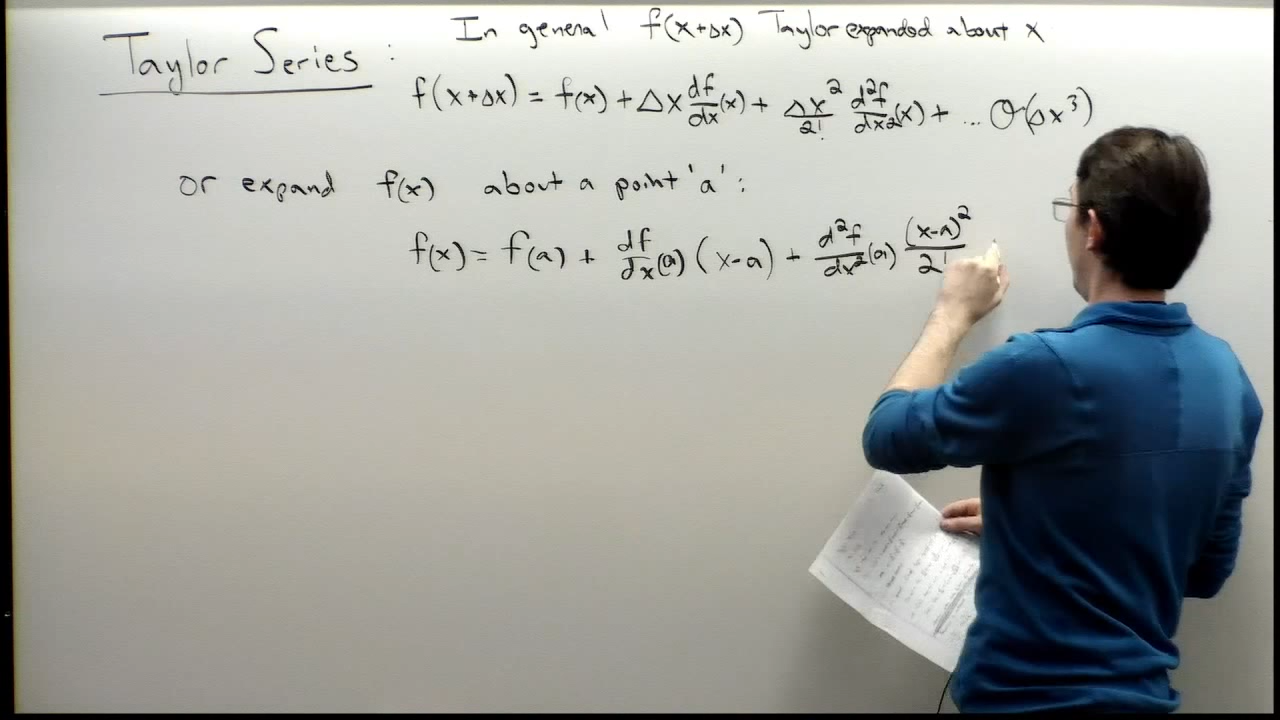 Taylor Series :
In general f(x+Δx) Taylor expanded about x
f(x+Δx) = f(x) + Δx df/dx(x) + Δx²/2! d²f/dx²(x) + ... O(Δx³)
or expand f(x) about a point 'a' :
f(x) = f(a) + df/dx(a) (x-a) + d²f/dx²(a) (x-a)²/2!